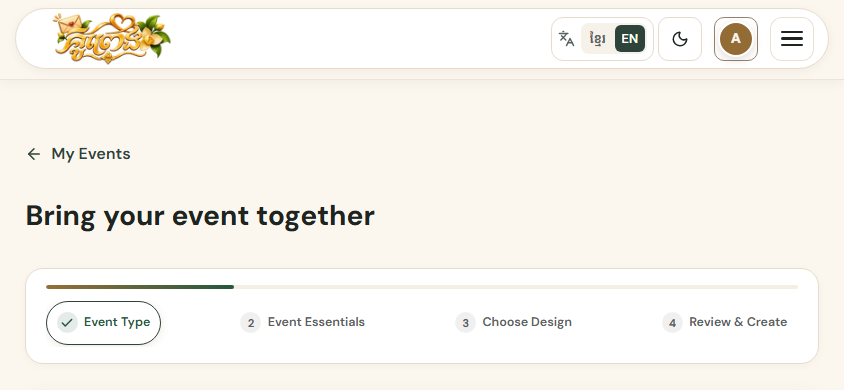 ខ្មែរ EN A
My Events
Bring your event together
Event Type 2 Event Essentials 3 Choose Design 4 Review & Create